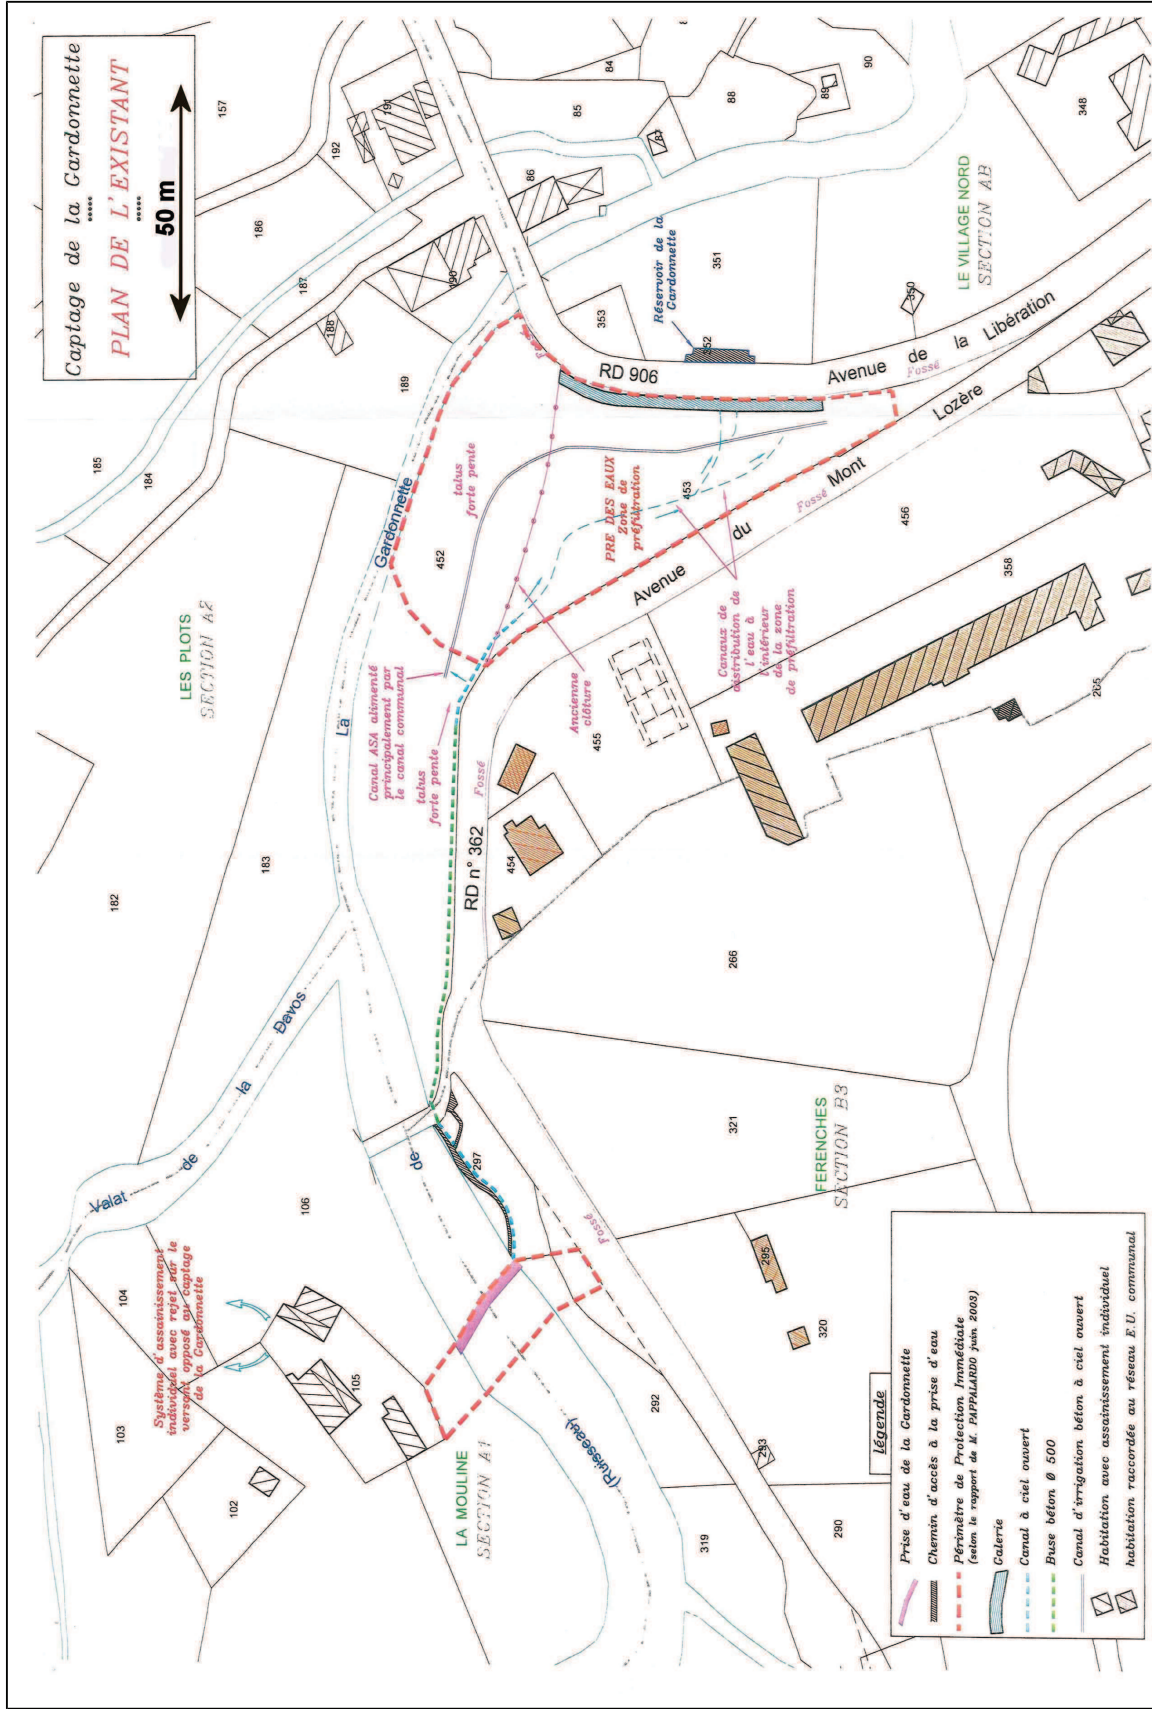 Captage de la Gardonnette
PLAN DE L'EXISTANT
50 m
157
192
191
186
187
188
190
189
185
184
84
85
86
87
88
89
90
348
LE VILLAGE NORD
SECTION AB
351
350
353
352
Réservoir de la
Gardonnette
RD 906
Avenue de la Libération
Fossé
Fossé
LES PLOTS
SECTION A2
La
Gardonnette
talus
forte pente
452
453
PRE DES EAUX
Zone de
préfiltration
Avenue du Mont Lozère
Fossé
456
358
Canal ASA alimenté
principalement par
le canal communal
talus
forte pente
Ancienne
clôture
Canaux de
distribution de
l'eau à
l'intérieur
de la zone
de préfiltration
455
454
Fossé
RD n° 362
265
266
182
183
Valat de la Davos
de
106
104
103
102
105
Système d'assainissement
individuel avec rejet sur le
versant opposé au captage
de la Gardonnette
LA MOULINE
SECTION A1
(Ruisseau)
297
Fossé
321
FERENCHES
SECTION B3
295
320
292
293
290
319
légende
Prise d'eau de la Gardonnette
Chemin d'accès à la prise d'eau
Périmètre de Protection Immédiate
(selon le rapport de M. PAPPALARDO juin 2003)
Galerie
Canal à ciel ouvert
Buse béton Ø 500
Canal d'irrigation béton à ciel ouvert
Habitation avec assainissement individuel
habitation raccordée au réseau E.U. communal